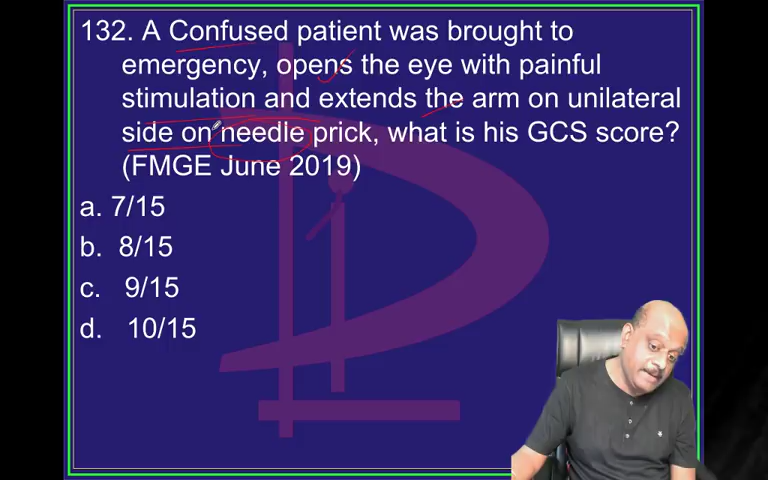 132. A Confused patient was brought to
emergency, opens the eye with painful
stimulation and extends the arm on unilateral
side on needle prick, what is his GCS score?
(FMGE June 2019)
a. 7/15
b. 8/15
c. 9/15
d. 10/15